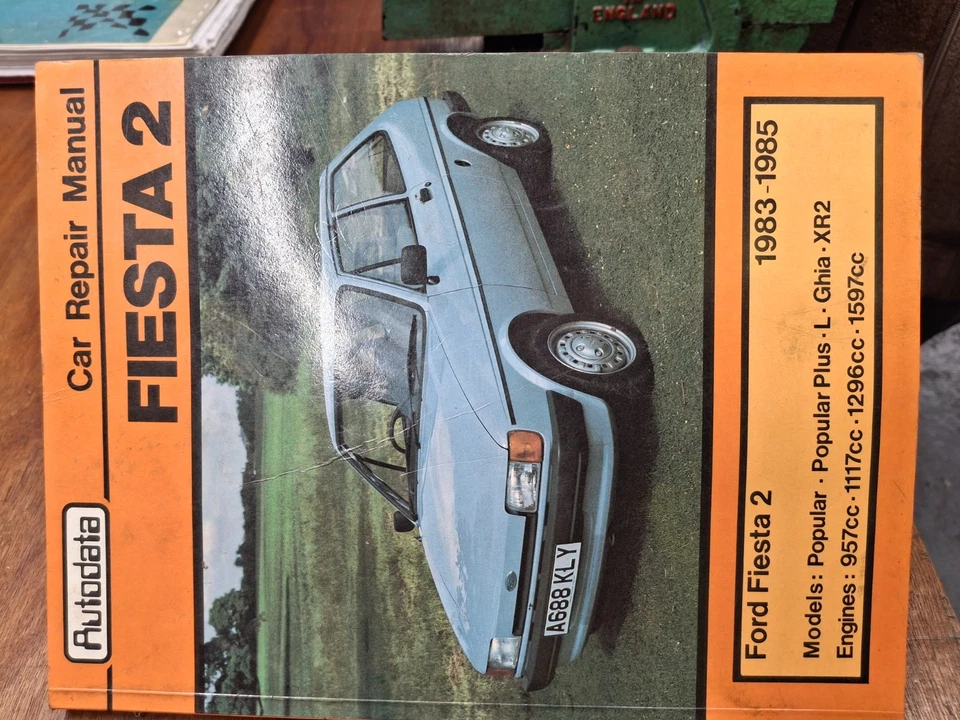 Autodata
Car Repair Manual
FIESTA 2
A688 KLY
Ford Fiesta 2 1983-1985
Models: Popular · Popular Plus · L · Ghia · XR2
Engines: 957cc · 1117cc · 1296cc · 1597cc
ENGLAND